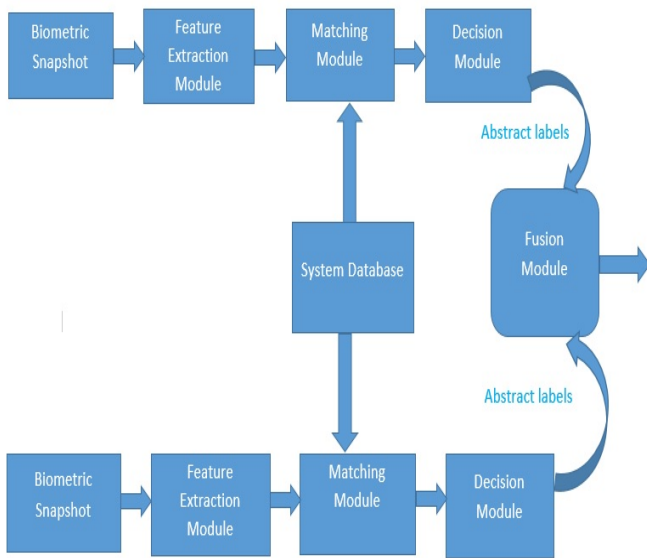 Biometric
Snapshot
Feature
Extraction
Module
Matching
Module
Decision
Module
Abstract labels
System Database
Fusion
Module
Abstract labels
Biometric
Snapshot
Feature
Extraction
Module
Matching
Module
Decision
Module